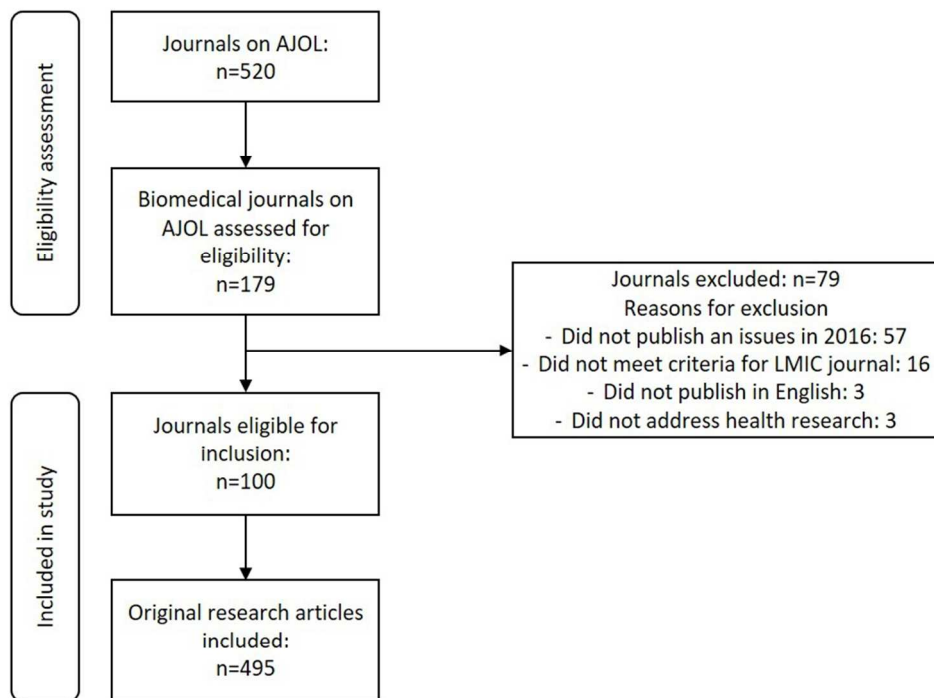 Eligibility assessment
Journals on AJOL:
n=520
Biomedical journals on
AJOL assessed for
eligibility:
n=179
Journals excluded: n=79
Reasons for exclusion
- Did not publish an issues in 2016: 57
- Did not meet criteria for LMIC journal: 16
- Did not publish in English: 3
- Did not address health research: 3
Included in study
Journals eligible for
inclusion:
n=100
Original research articles
included:
n=495